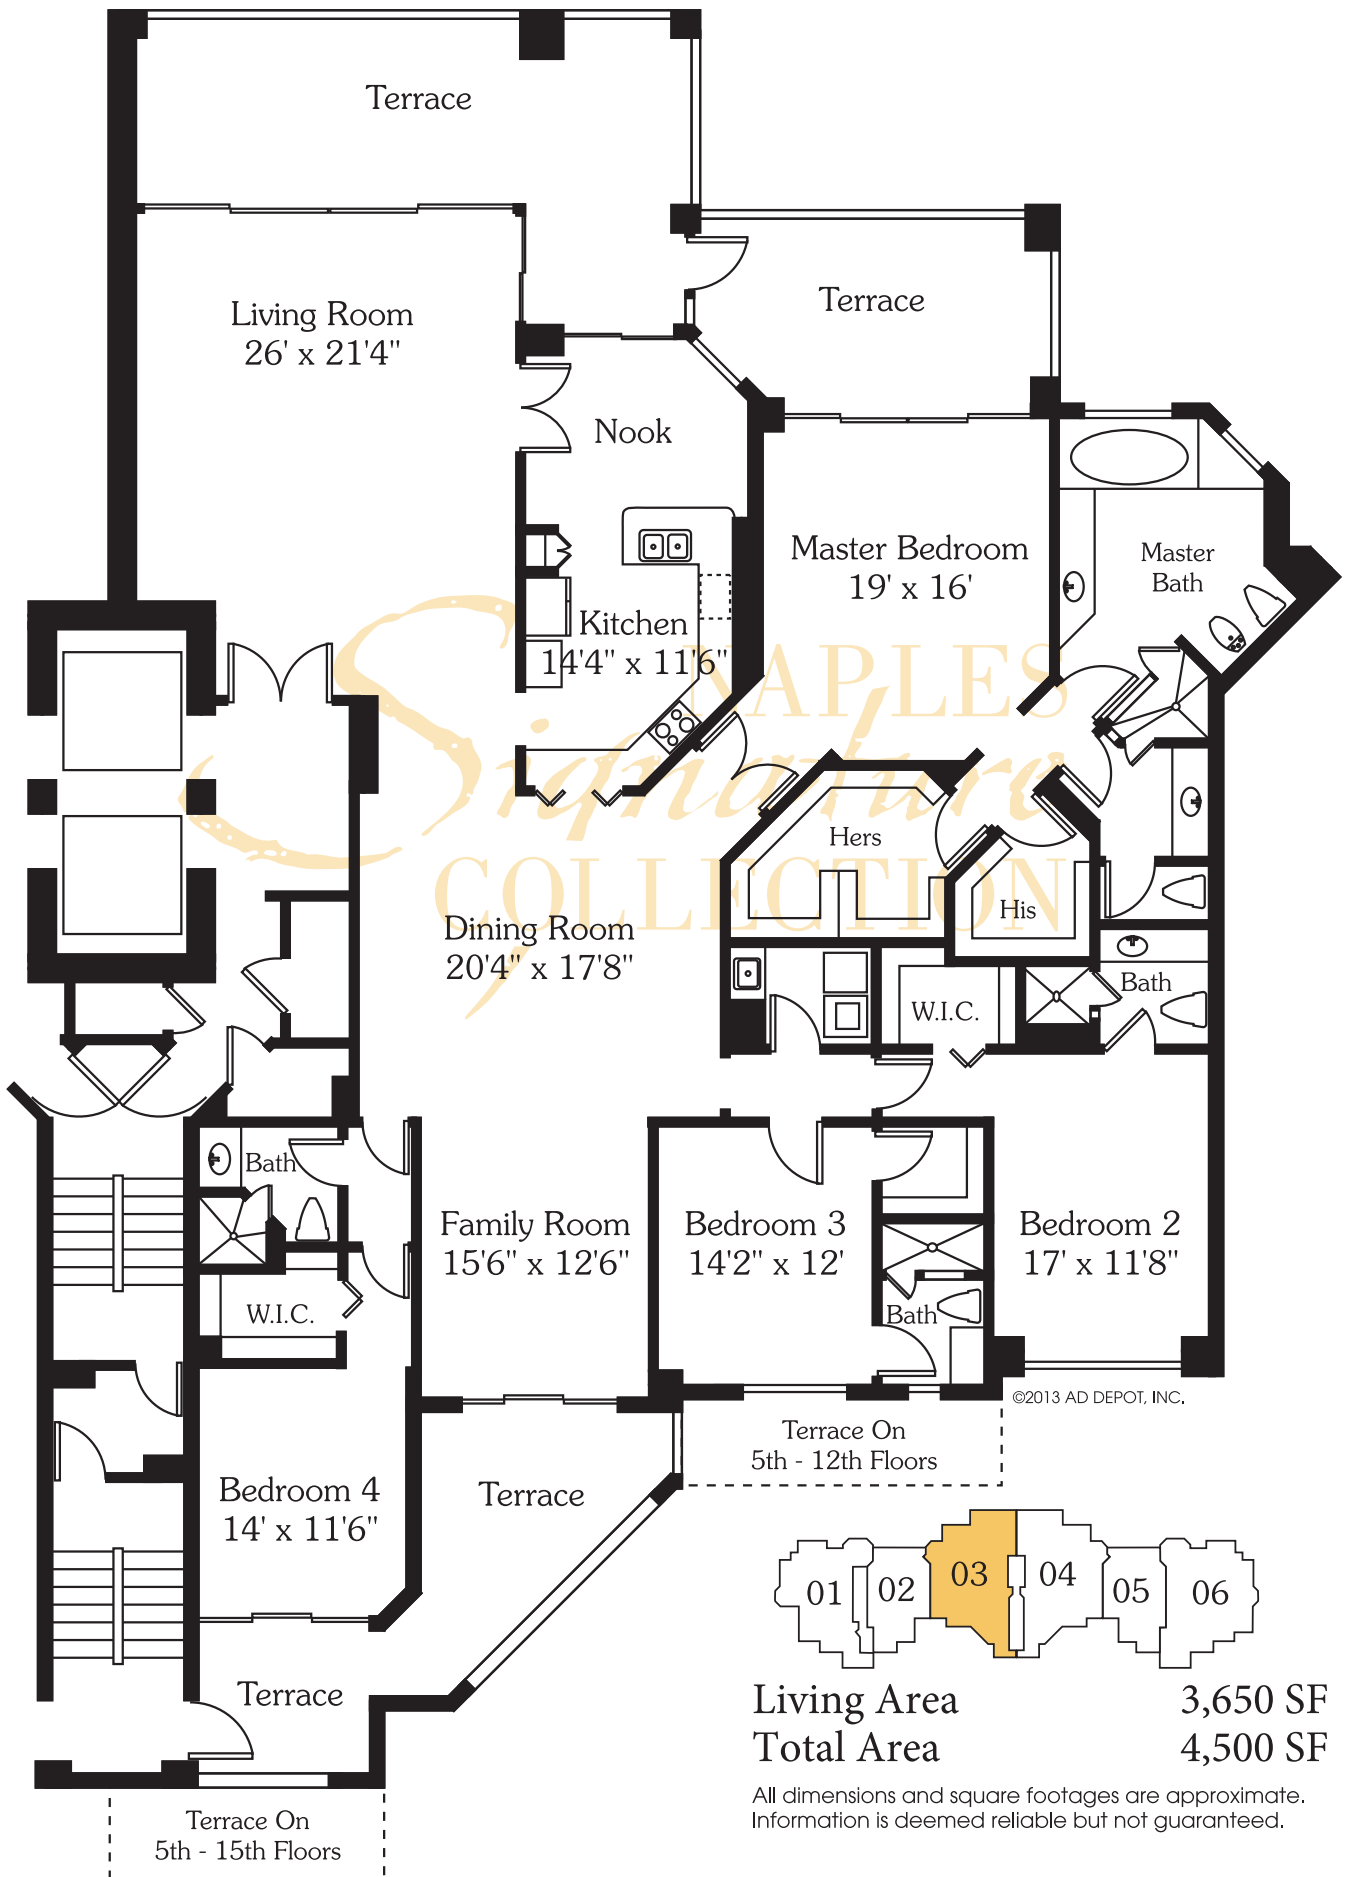 Terrace
Terrace
Living Room
26' x 21'4"
Nook
Master Bedroom
19' x 16'
Master
Bath
Kitchen
14'4" x 11'6"
NAPLES
Signature
COLLECTION
Hers
His
Dining Room
20'4" x 17'8"
W.I.C.
Bath
Bath
Family Room
15'6" x 12'6"
Bedroom 3
14'2" x 12'
Bedroom 2
17' x 11'8"
W.I.C.
Bath
©2013 AD DEPOT, INC.
Terrace On
5th - 12th Floors
Bedroom 4
14' x 11'6"
Terrace
01
02
03
04
05
06
Terrace
Living Area 3,650 SF
Total Area 4,500 SF
All dimensions and square footages are approximate.
Information is deemed reliable but not guaranteed.
Terrace On
5th - 15th Floors